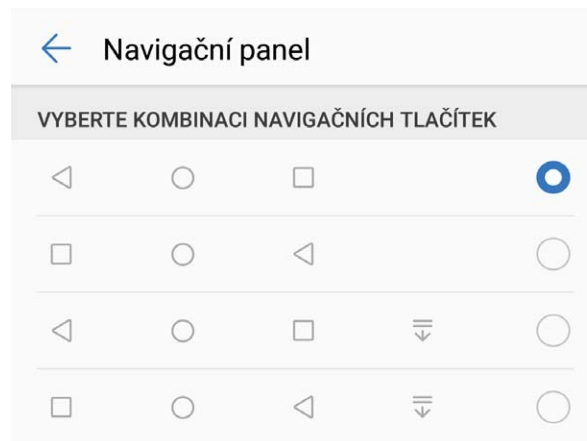 Navigační panel
VYBERTE KOMBINACI NAVIGAČNÍCH TLAČÍTEK